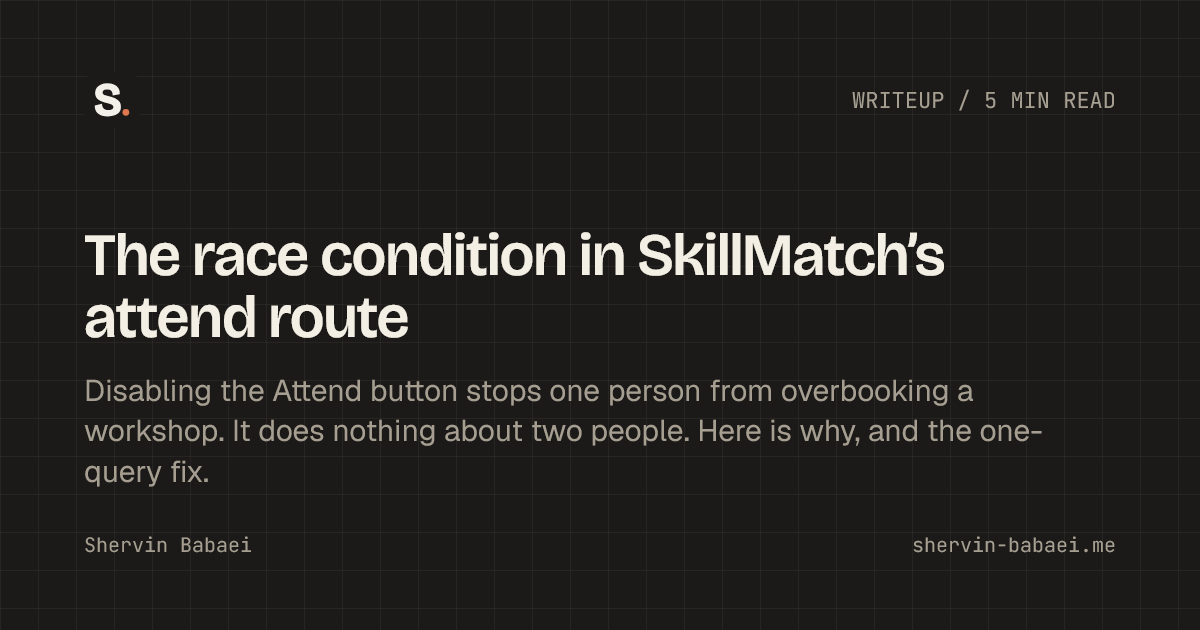 S.
WRITEUP / 5 MIN READ
The race condition in SkillMatch’s
attend route
Disabling the Attend button stops one person from overbooking a
workshop. It does nothing about two people. Here is why, and the one-
query fix.
Shervin Babaei
shervin-babaei.me